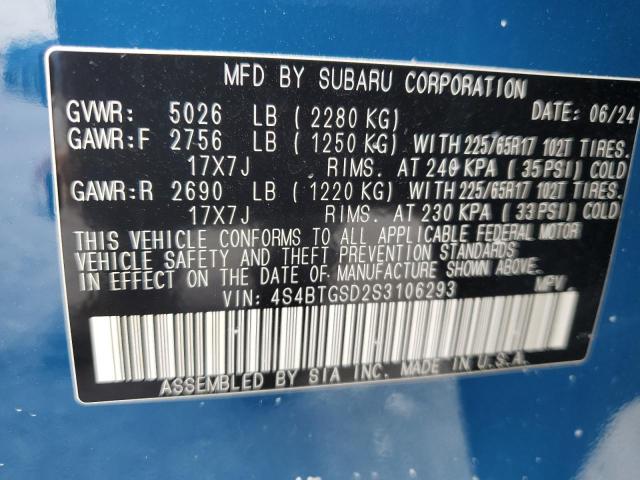 MFD BY SUBARU CORPORATION
GVWR: 5026 LB (2280 KG) DATE: 06/24
GAWR:F 2756 LB (1250 KG) WITH 225/65R17 102T TIRES.
17X7J RIMS. AT 240 KPA (35 PSI) COLD
GAWR:R 2690 LB (1220 KG) WITH 225/65R17 102T TIRES.
17X7J RIMS. AT 230 KPA (33 PSI) COLD
THIS VEHICLE CONFORMS TO ALL APPLICABLE FEDERAL MOTOR
VEHICLE SAFETY AND THEFT PREVENTION STANDARDS
IN EFFECT ON THE DATE OF MANUFACTURE SHOWN ABOVE.
VIN: 4S4BTGSD2S3106293 MPV
ASSEMBLED BY SIA INC. MADE IN U.S.A.